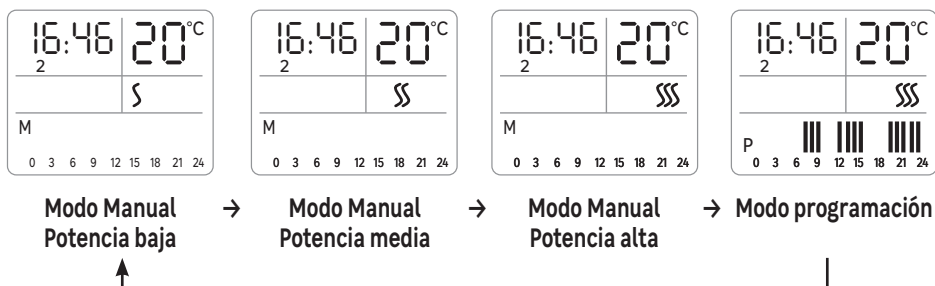 16:46 20°C
2
M
0 3 6 9 12 15 18 21 24
Modo Manual
Potencia baja
→
16:46 20°C
2
M
0 3 6 9 12 15 18 21 24
Modo Manual
Potencia media
→
16:46 20°C
2
M
0 3 6 9 12 15 18 21 24
Modo Manual
Potencia alta
→
16:46 20°C
2
P
0 3 6 9 12 15 18 21 24
Modo programación